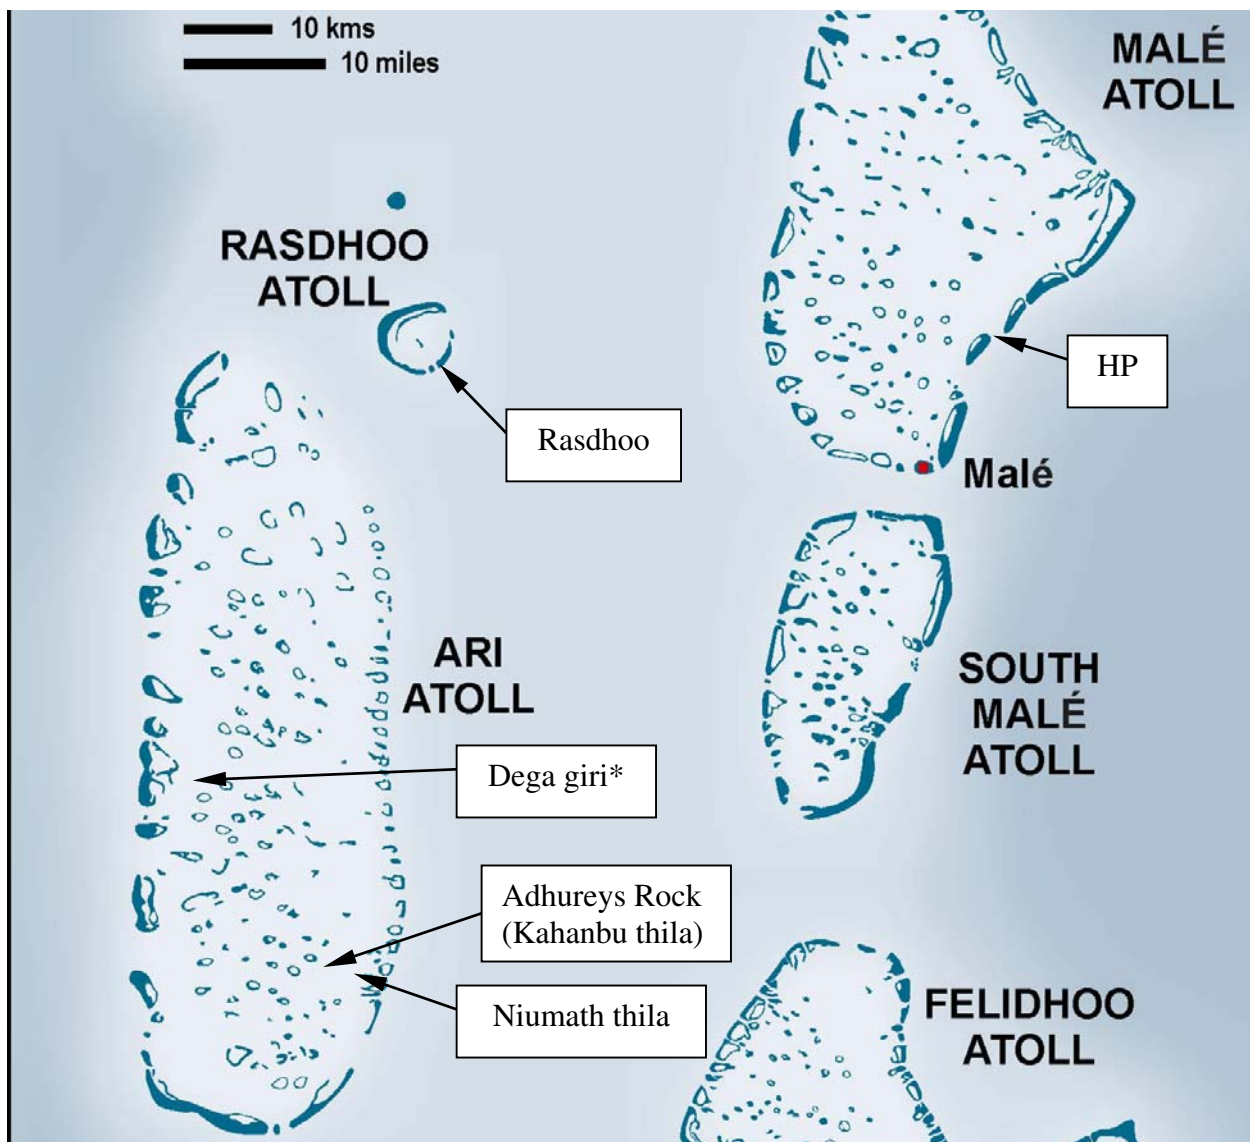 10 kms
10 miles
MALÉ
ATOLL
RASDHOO
ATOLL
HP
Rasdhoo
Malé
ARI
ATOLL
SOUTH
MALÉ
ATOLL
Dega giri*
Adhureys Rock
(Kahanbu thila)
Niumath thila
FELIDHOO
ATOLL